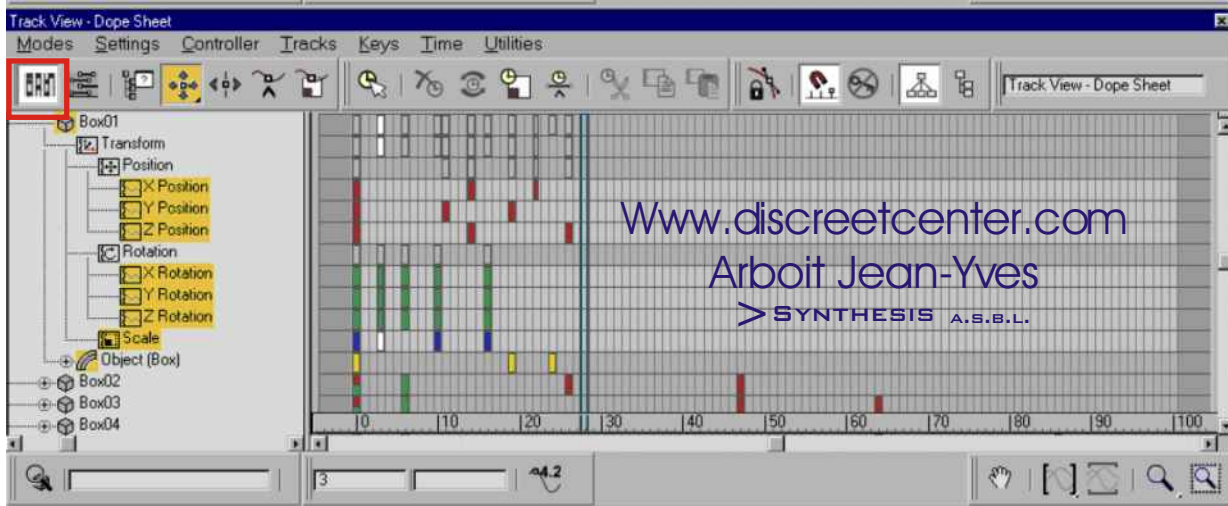 Track View - Dope Sheet
Modes Settings Controller Tracks Keys Time Utilities
Track View - Dope Sheet
Box01
Transform
Position
X Position
Y Position
Z Position
Rotation
X Rotation
Y Rotation
Z Rotation
Scale
Object (Box)
Box02
Box03
Box04
Www.discreetcenter.com
Arboit Jean-Yves
>SYNTHESIS A.S.B.L.
0 10 20 30 40 50 60 70 80 90 100
3
4.2